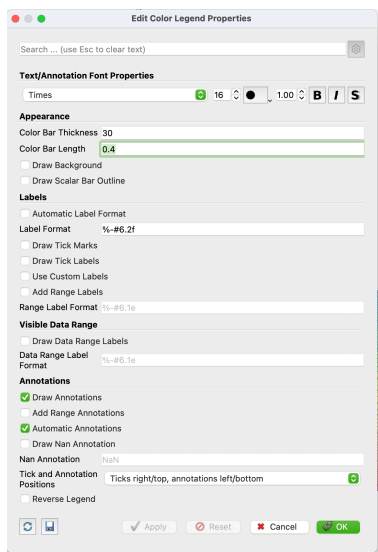 Edit Color Legend Properties
Search ... (use Esc to clear text)
Text/Annotation Font Properties
Times 16 1.00 B I S
Appearance
Color Bar Thickness 30
Color Bar Length 0.4
Draw Background
Draw Scalar Bar Outline
Labels
Automatic Label Format
Label Format %-#6.2f
Draw Tick Marks
Draw Tick Labels
Use Custom Labels
Add Range Labels
Range Label Format %-#6.1e
Visible Data Range
Draw Data Range Labels
Data Range Label
Format %-#6.1e
Annotations
Draw Annotations
Add Range Annotations
Automatic Annotations
Draw Nan Annotation
Nan Annotation NaN
Tick and Annotation
Positions Ticks right/top, annotations left/bottom
Reverse Legend
Apply Reset Cancel OK